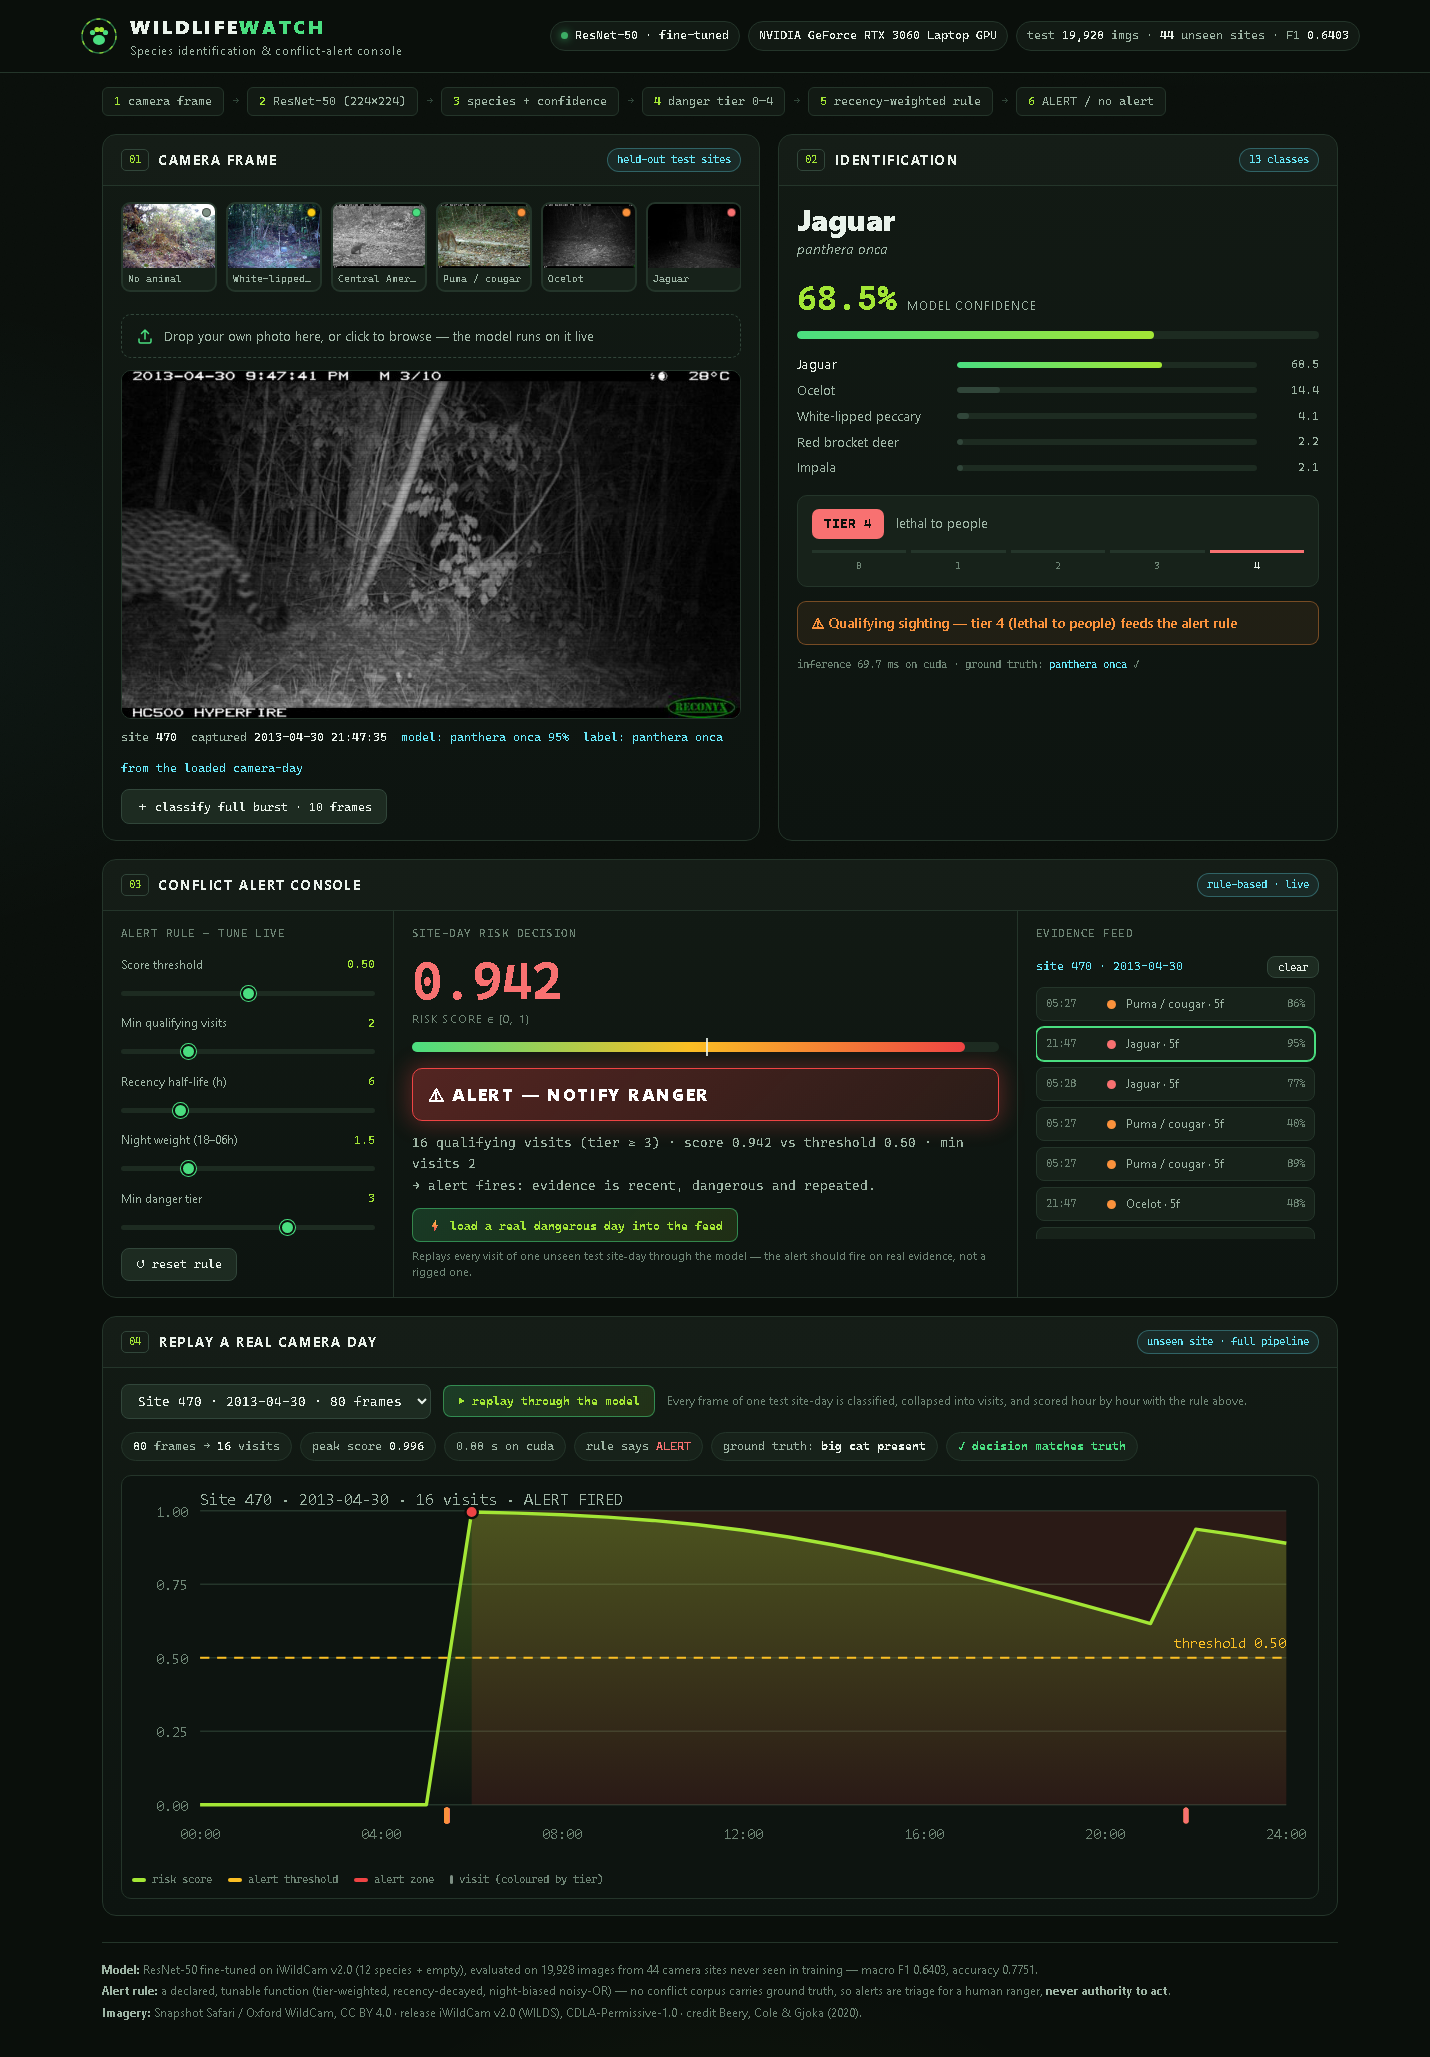 WILDLIFEWATCH
Species identification & conflict-alert console
ResNet-50 · fine-tuned
NVIDIA GeForce RTX 3060 Laptop GPU
test 19,928 imgs · 44 unseen sites · F1 0.6403
1 camera frame → 2 ResNet-50 (224×224) → 3 species + confidence → 4 danger tier 0-4 → 5 recency-weighted rule → 6 ALERT / no alert
01 CAMERA FRAME
held-out test sites
No animal
White-lipped…
Central Amer…
Puma / cougar
Ocelot
Jaguar
Drop your own photo here, or click to browse — the model runs on it live
2013-04-30 9:47:41 PM M 3/10 28°C
HC500 HYPERFIRE
RECONYX
site 470 captured 2013-04-30 21:47:35 model: panthera onca 95% label: panthera onca
from the loaded camera-day
+ classify full burst · 10 frames
02 IDENTIFICATION
13 classes
Jaguar
panthera onca
68.5% MODEL CONFIDENCE
Jaguar 68.5
Ocelot 14.4
White-lipped peccary 4.1
Red brocket deer 2.2
Impala 2.1
TIER 4 lethal to people
0 1 2 3 4
⚠ Qualifying sighting — tier 4 (lethal to people) feeds the alert rule
inference 69.7 ms on cuda · ground truth: panthera onca ✓
03 CONFLICT ALERT CONSOLE
rule-based · live
ALERT RULE — TUNE LIVE
Score threshold 0.50
Min qualifying visits 2
Recency half-life (h) 6
Night weight (18–06h) 1.5
Min danger tier 3
↺ reset rule
SITE-DAY RISK DECISION
0.942
RISK SCORE ∈ [0, 1)
⚠ ALERT — NOTIFY RANGER
16 qualifying visits (tier ≥ 3) · score 0.942 vs threshold 0.50 · min
visits 2
→ alert fires: evidence is recent, dangerous and repeated.
load a real dangerous day into the feed
Replays every visit of one unseen test site-day through the model — the alert should fire on real evidence, not a
rigged one.
EVIDENCE FEED
site 470 · 2013-04-30
clear
05:27 Puma / cougar · 5f 86%
21:47 Jaguar · 5f 95%
05:28 Jaguar · 5f 77%
05:27 Puma / cougar · 5f 40%
05:27 Puma / cougar · 5f 89%
21:47 Ocelot · 5f 48%
04 REPLAY A REAL CAMERA DAY
unseen site · full pipeline
Site 470 · 2013-04-30 · 80 frames
▶ replay through the model
Every frame of one test site-day is classified, collapsed into visits, and scored hour by hour with the rule above.
80 frames → 16 visits
peak score 0.996
0.08 s on cuda
rule says ALERT
ground truth: big cat present
✓ decision matches truth
Site 470 · 2013-04-30 · 16 visits · ALERT FIRED
1.00
0.75
threshold 0.50
0.50
0.25
0.00
00:00 04:00 08:00 12:00 16:00 20:00 24:00
risk score alert threshold alert zone visit (coloured by tier)
Model: ResNet-50 fine-tuned on iWildCam v2.0 (12 species + empty), evaluated on 19,928 images from 44 camera sites never seen in training — macro F1 0.6403, accuracy 0.7751.
Alert rule: a declared, tunable function (tier-weighted, recency-decayed, night-biased noisy-OR) — no conflict corpus carries ground truth, so alerts are triage for a human ranger, never authority to act.
Imagery: Snapshot Safari / Oxford WildCam, CC BY 4.0 · release iWildCam v2.0 (WILDS), CDLA-Permissive-1.0 · credit Beery, Cole & Gjoka (2020).